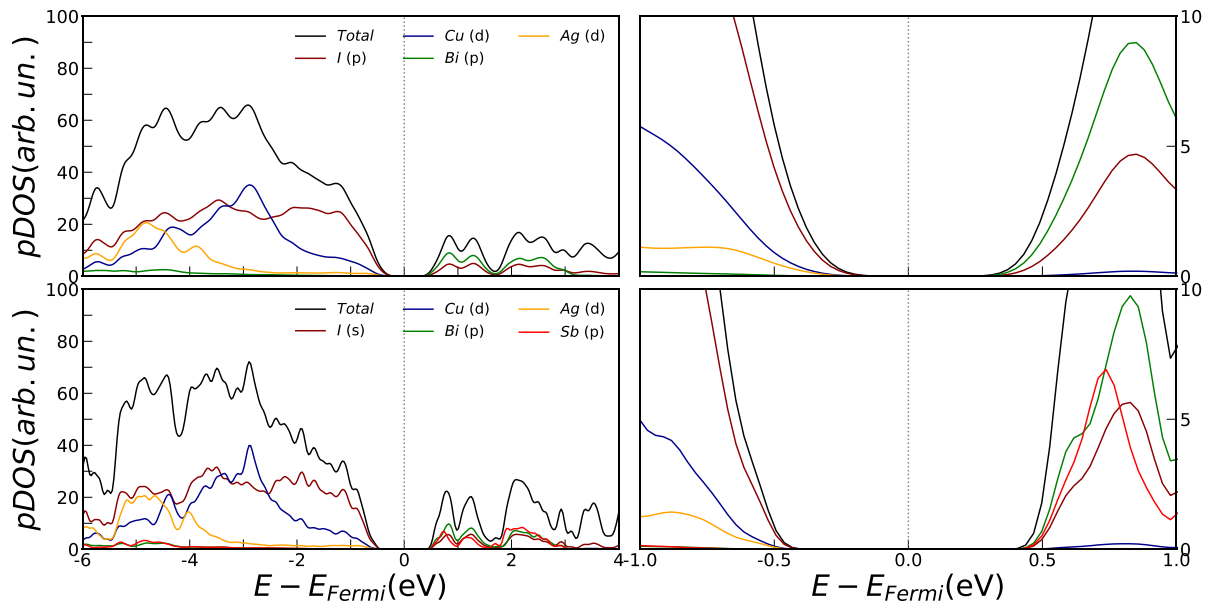 100
80
60
40
20
0
pDOS(arb. un.)
Total
Cu (d)
Ag (d)
I (p)
Bi (p)
10
5
0
100
80
60
40
20
0
pDOS(arb. un.)
Total
Cu (d)
Ag (d)
I (s)
Bi (p)
Sb (p)
10
5
0
-6 -4 -2 0 2 4
-1.0 -0.5 0.0 0.5 1.0
E − EFermi(eV)
E − EFermi(eV)